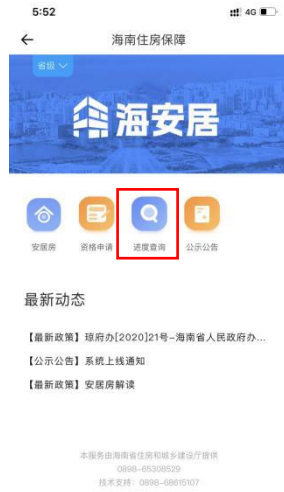 5:52
4G
海南住房保障
省级
海安居
安居房 资格申请 进度查询 公示公告
最新动态
【最新政策】琼府办[2020]21号-海南省人民政府办...
【公示公告】系统上线通知
【最新政策】安居房解读
本服务由海南省住房和城乡建设厅提供
0898-65308529
技术支持：0898-68615107